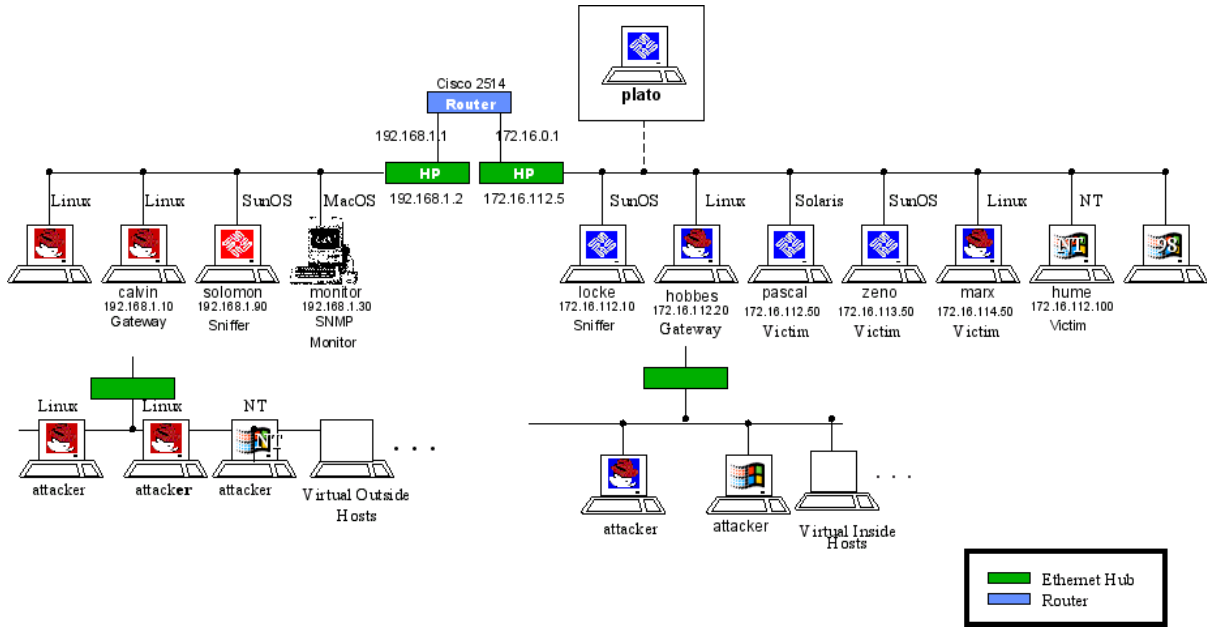 plato
Cisco 2514
Router
192.168.1.1
172.16.0.1
HP
HP
192.168.1.2
172.16.112.5
Linux
Linux
SunOS
MacOS
SunOS
Linux
Solaris
SunOS
Linux
NT
NT
98
calvin
192.168.1.10
Gateway
solomon
192.168.1.90
Sniffer
monitor
192.168.1.30
SNMP
Monitor
locke
172.16.112.10
Sniffer
hobbes
172.16.112.20
Gateway
pascal
172.16.112.50
Victim
zeno
172.16.113.50
Victim
marx
172.16.114.50
Victim
hume
172.16.112.100
Victim
Linux
Linux
NT
NT
attacker
attacker
attacker
Virtual Outside
Hosts
. . .
attacker
attacker
Virtual Inside
Hosts
. . .
Ethernet Hub
Router